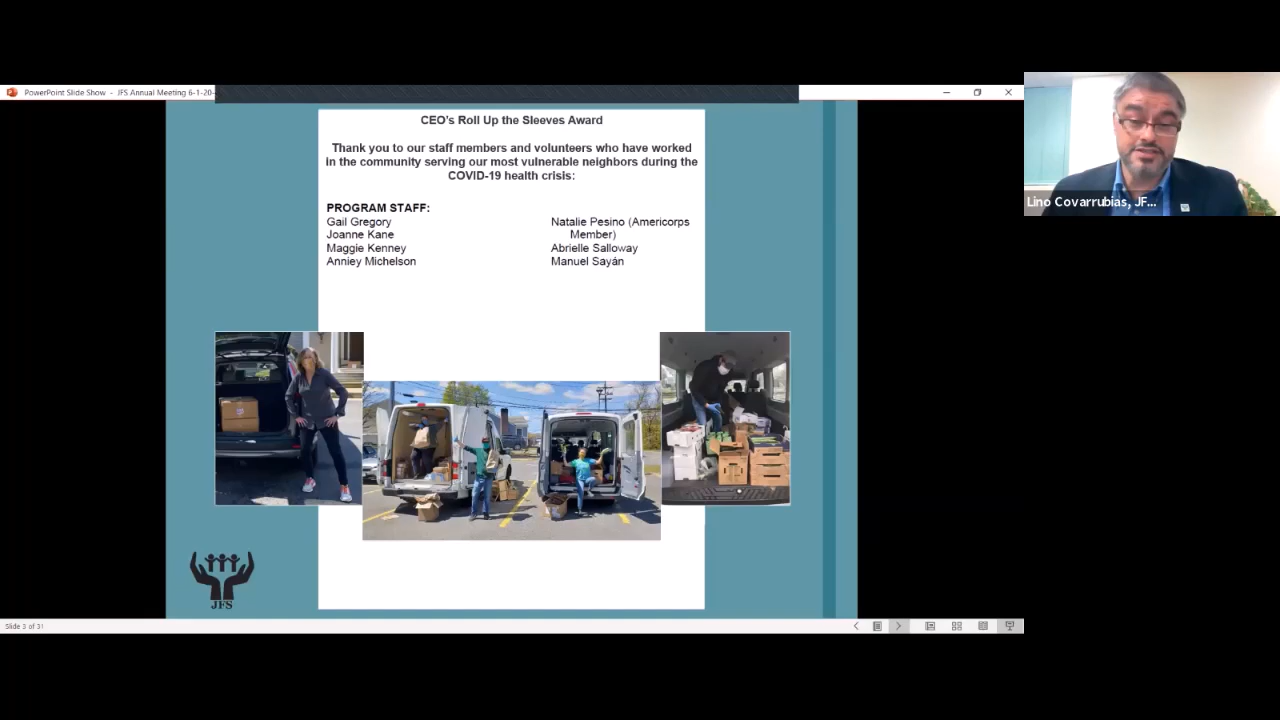 PowerPoint Slide Show - JFS Annual Meeting 6-1-20-
Lino Covarrubias, JF...
CEO's Roll Up the Sleeves Award
Thank you to our staff members and volunteers who have worked
in the community serving our most vulnerable neighbors during the
COVID-19 health crisis:
PROGRAM STAFF:
Gail Gregory
Joanne Kane
Maggie Kenney
Anniey Michelson
Natalie Pesino (Americorps
Member)
Abrielle Salloway
Manuel Sayán
JFS
Slide 3 of 31